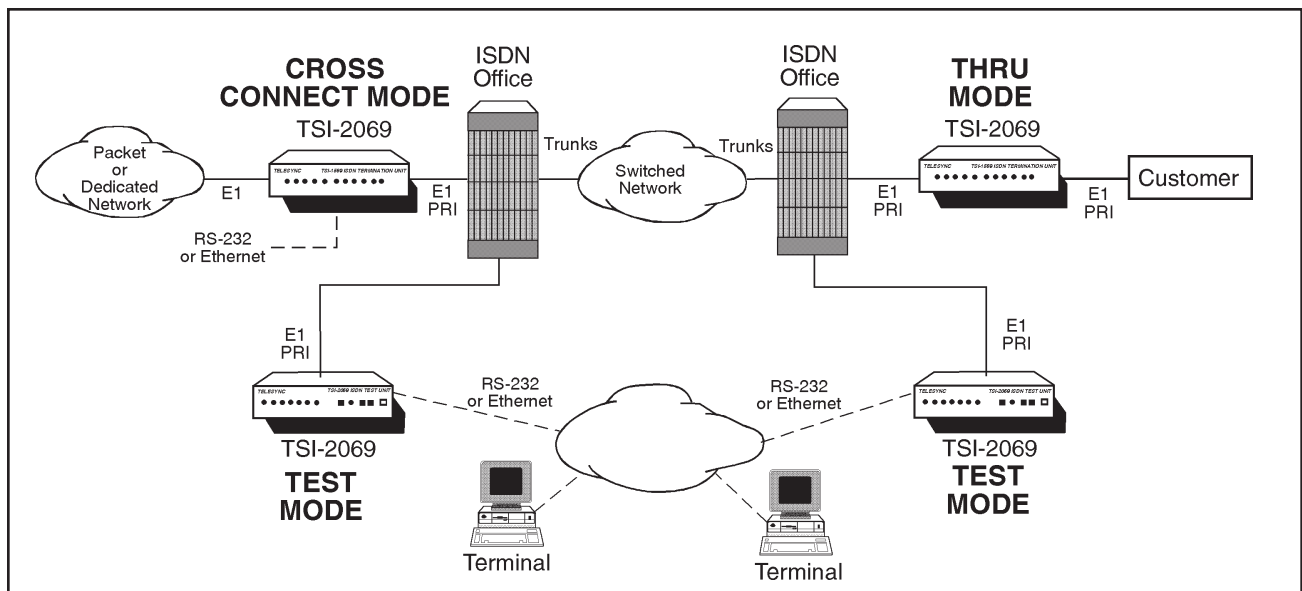 CROSS
CONNECT MODE
TSI-2069
ISDN
Office
ISDN
Office
THRU
MODE
TSI-2069
Packet
or
Dedicated
Network
E1
TELESYNC
TSI-1569 ISDN TERMINATION UNIT
E1
PRI
Trunks
Switched
Network
Trunks
E1
PRI
TELESYNC
TSI-1569 ISDN TERMINATION UNIT
E1
PRI
Customer
RS-232
or Ethernet
E1
PRI
E1
PRI
TELESYNC
TSI-2069 ISDN TEST UNIT
RS-232
or Ethernet
RS-232
or Ethernet
TELESYNC
TSI-2069 ISDN TEST UNIT
TSI-2069
TEST
MODE
TSI-2069
TEST
MODE
Terminal
Terminal